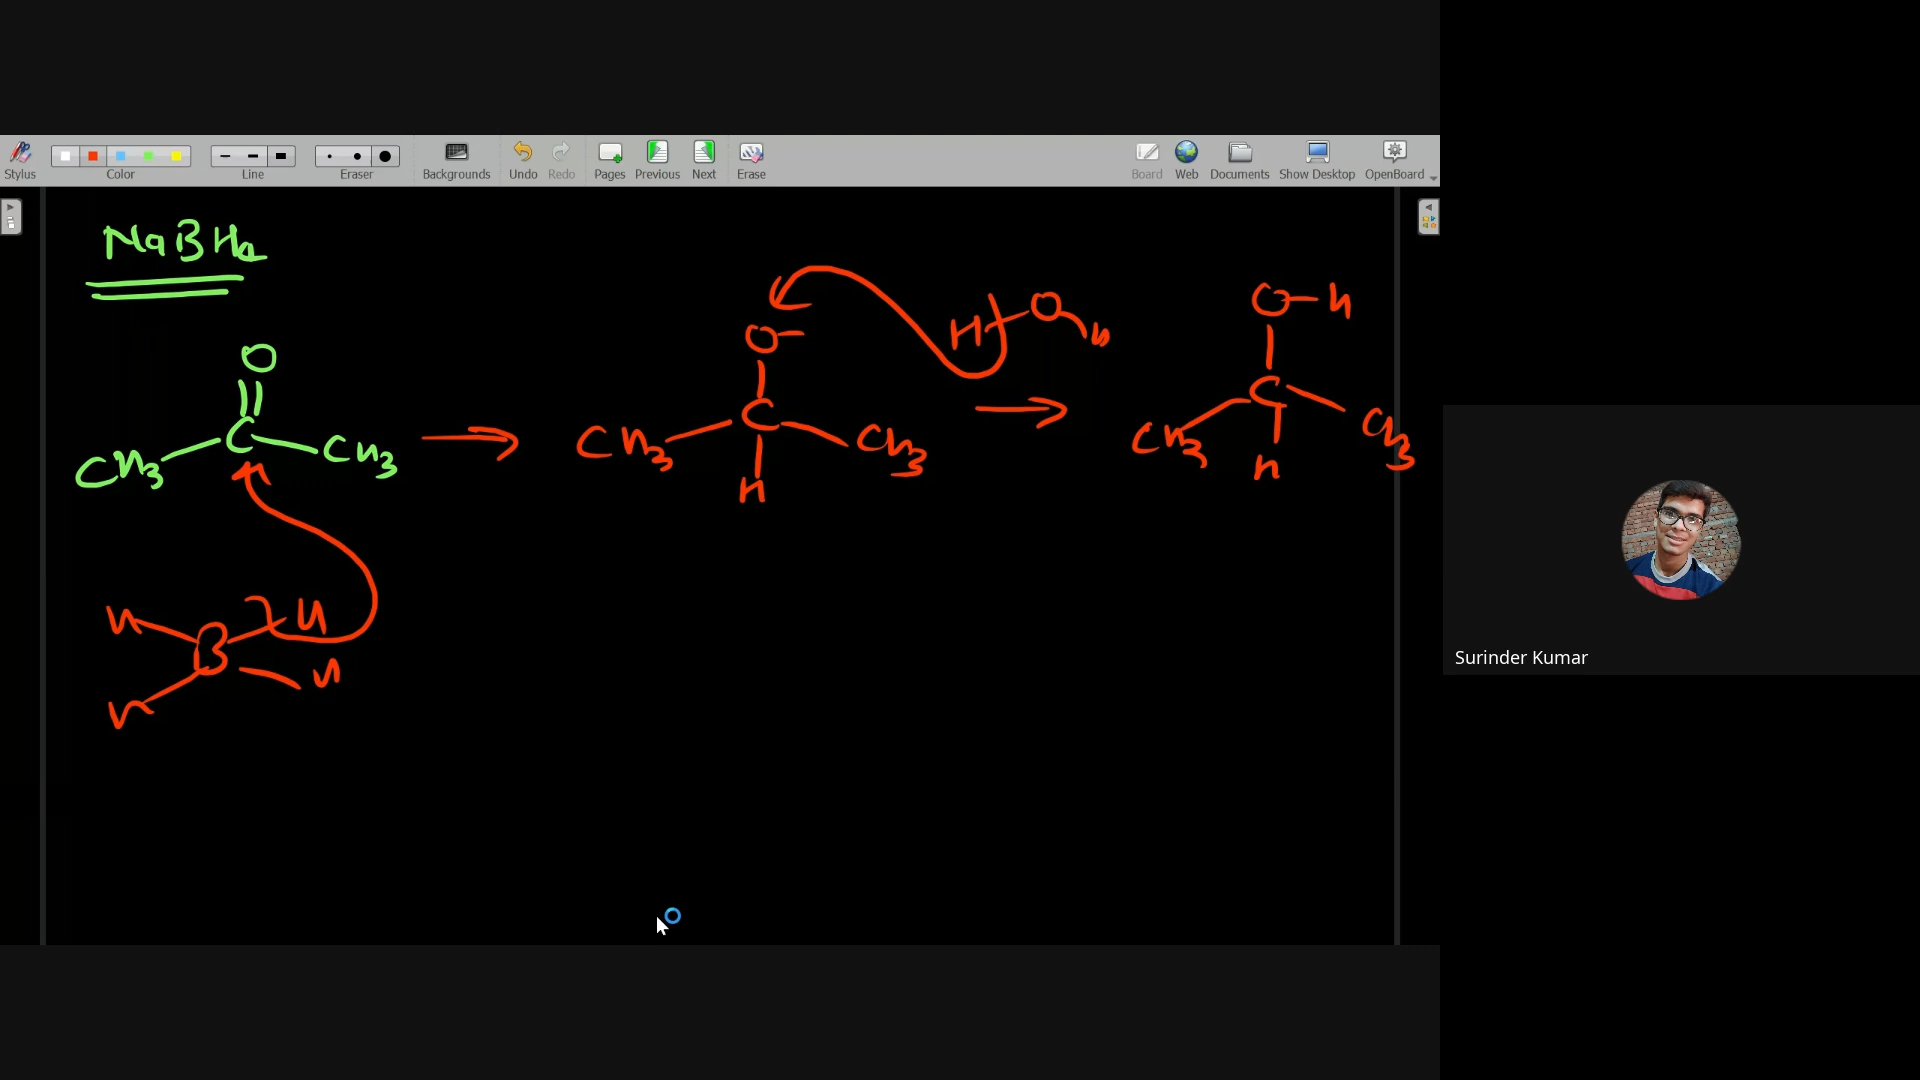 Stylus Color Line Eraser Backgrounds Undo Redo Pages Previous Next Erase Board Web Documents Show Desktop OpenBoard
NaBH4
O
C
CH3 CH3
H B H
H H
O-
C
CH3 CH3
H
H O H
O-H
C
CH3 CH3
H
Surinder Kumar